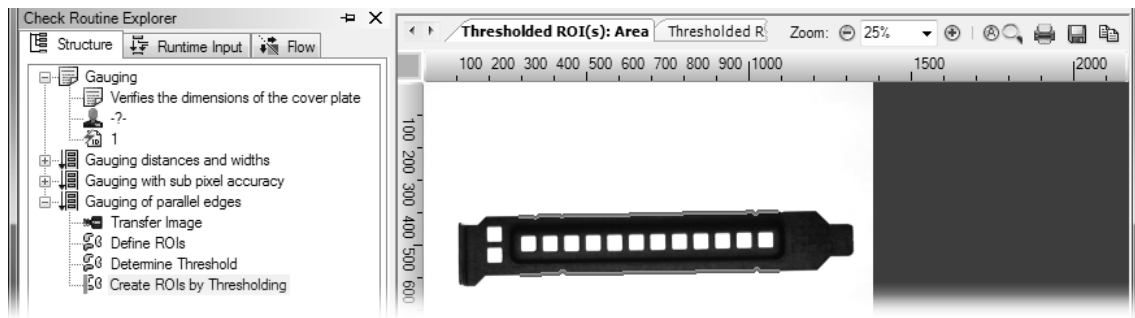 Check Routine Explorer
Structure Runtime Input Flow
Gauging
Verifies the dimensions of the cover plate
-?-
1
Gauging distances and widths
Gauging with sub pixel accuracy
Gauging of parallel edges
Transfer Image
Define ROIs
Determine Threshold
Create ROIs by Thresholding
Thresholded ROI(s): Area Thresholded R Zoom: 25%
100 200 300 400 500 600 700 800 900 1000 1500 2000
100
200
300
400
500
600